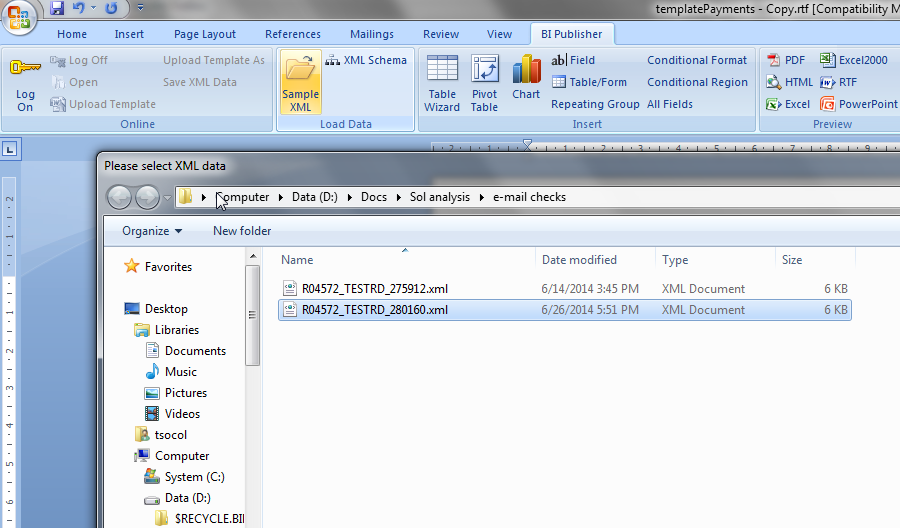 templatePayments - Copy.rtf [Compatibility M
Home Insert Page Layout References Mailings Review View BI Publisher
Log Off Upload Template As Sample XML XML Schema ab| Field Conditional Format PDF Excel2000
Log On Open Save XML Data Table Wizard Pivot Table Chart Table/Form Conditional Region HTML RTF
Upload Template Repeating Group All Fields Excel PowerPoint
Online Load Data Insert Preview
Please select XML data
Computer Data (D:) Docs Sol analysis e-mail checks
Organize New folder
Name Date modified Type Size
Favorites
R04572_TESTRD_275912.xml 6/14/2014 3:45 PM XML Document 6 KB
R04572_TESTRD_280160.xml 6/26/2014 5:51 PM XML Document 6 KB
Desktop
Libraries
Documents
Music
Pictures
Videos
tsocol
Computer
System (C:)
Data (D:)
$RECYCLE.BI